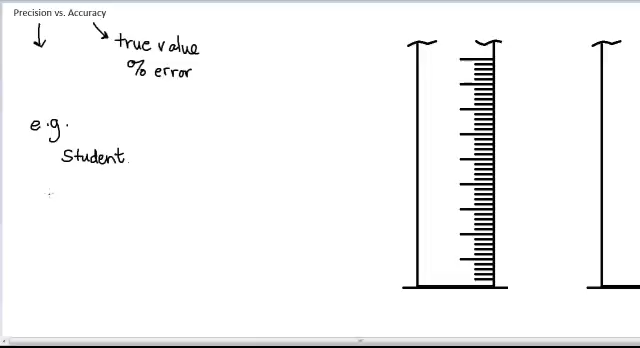 Precision vs. Accuracy
true value
% error
e.g.
Student.